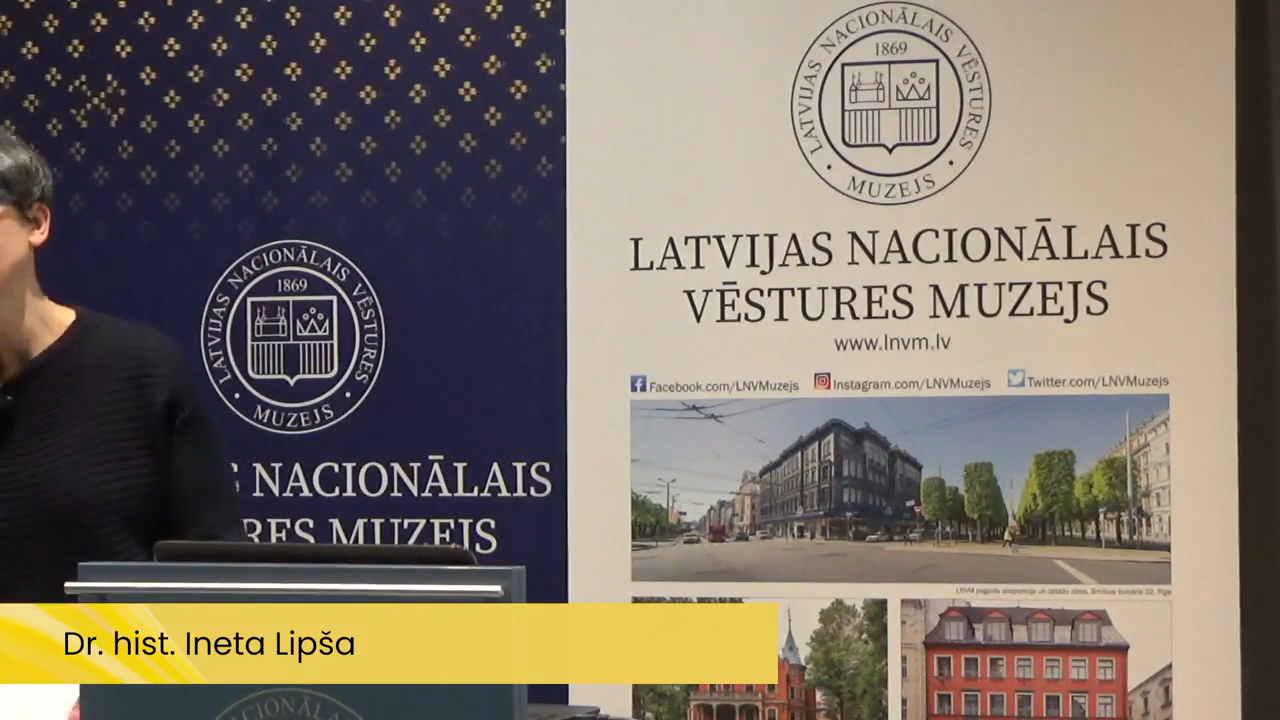 LATVIJAS NACIONĀLAIS VĒSTURES MUZEJS
1869
LATVIJAS NACIONĀLAIS
VĒSTURES MUZEJS
www.lnvm.lv
Facebook.com/LNVMuzejs Instagram.com/LNVMuzejs Twitter.com/LNVMuzejs
LATVIJAS NACIONĀLAIS VĒSTURES MUZEJS
1869
NACIONĀLAIS
RES MUZEJS
Dr. hist. Ineta Lipša
NACIONĀLA